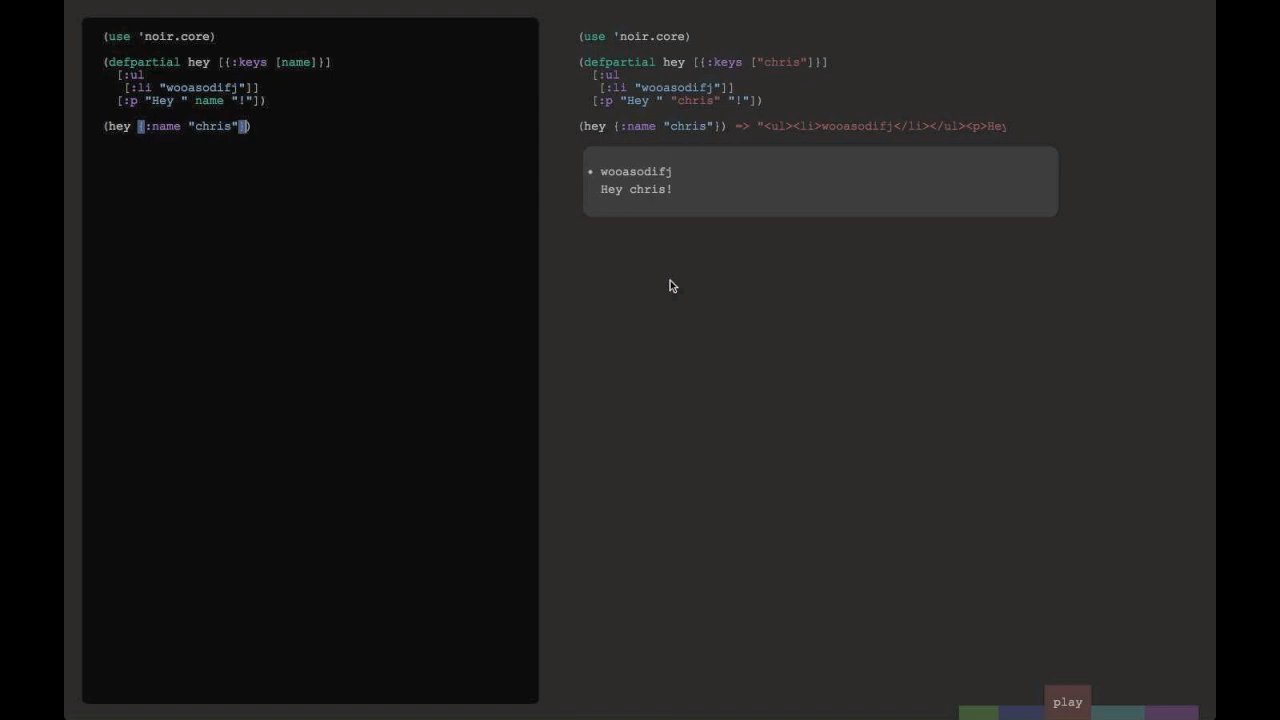 (use 'noir.core)
(defpartial hey [{:keys [name]}]
[:ul
[:li "wooasodifj"]]
[:p "Hey " name "!"])
(hey {:name "chris"})
(use 'noir.core)
(defpartial hey [{:keys ["chris"}]
[:ul
[:li "wooasodifj"]]
[:p "Hey " "chris" "!"])
(hey {:name "chris"}) => "<ul><li>wooasodifj</li></ul><p>Hey
• wooasodifj
Hey chris!
play